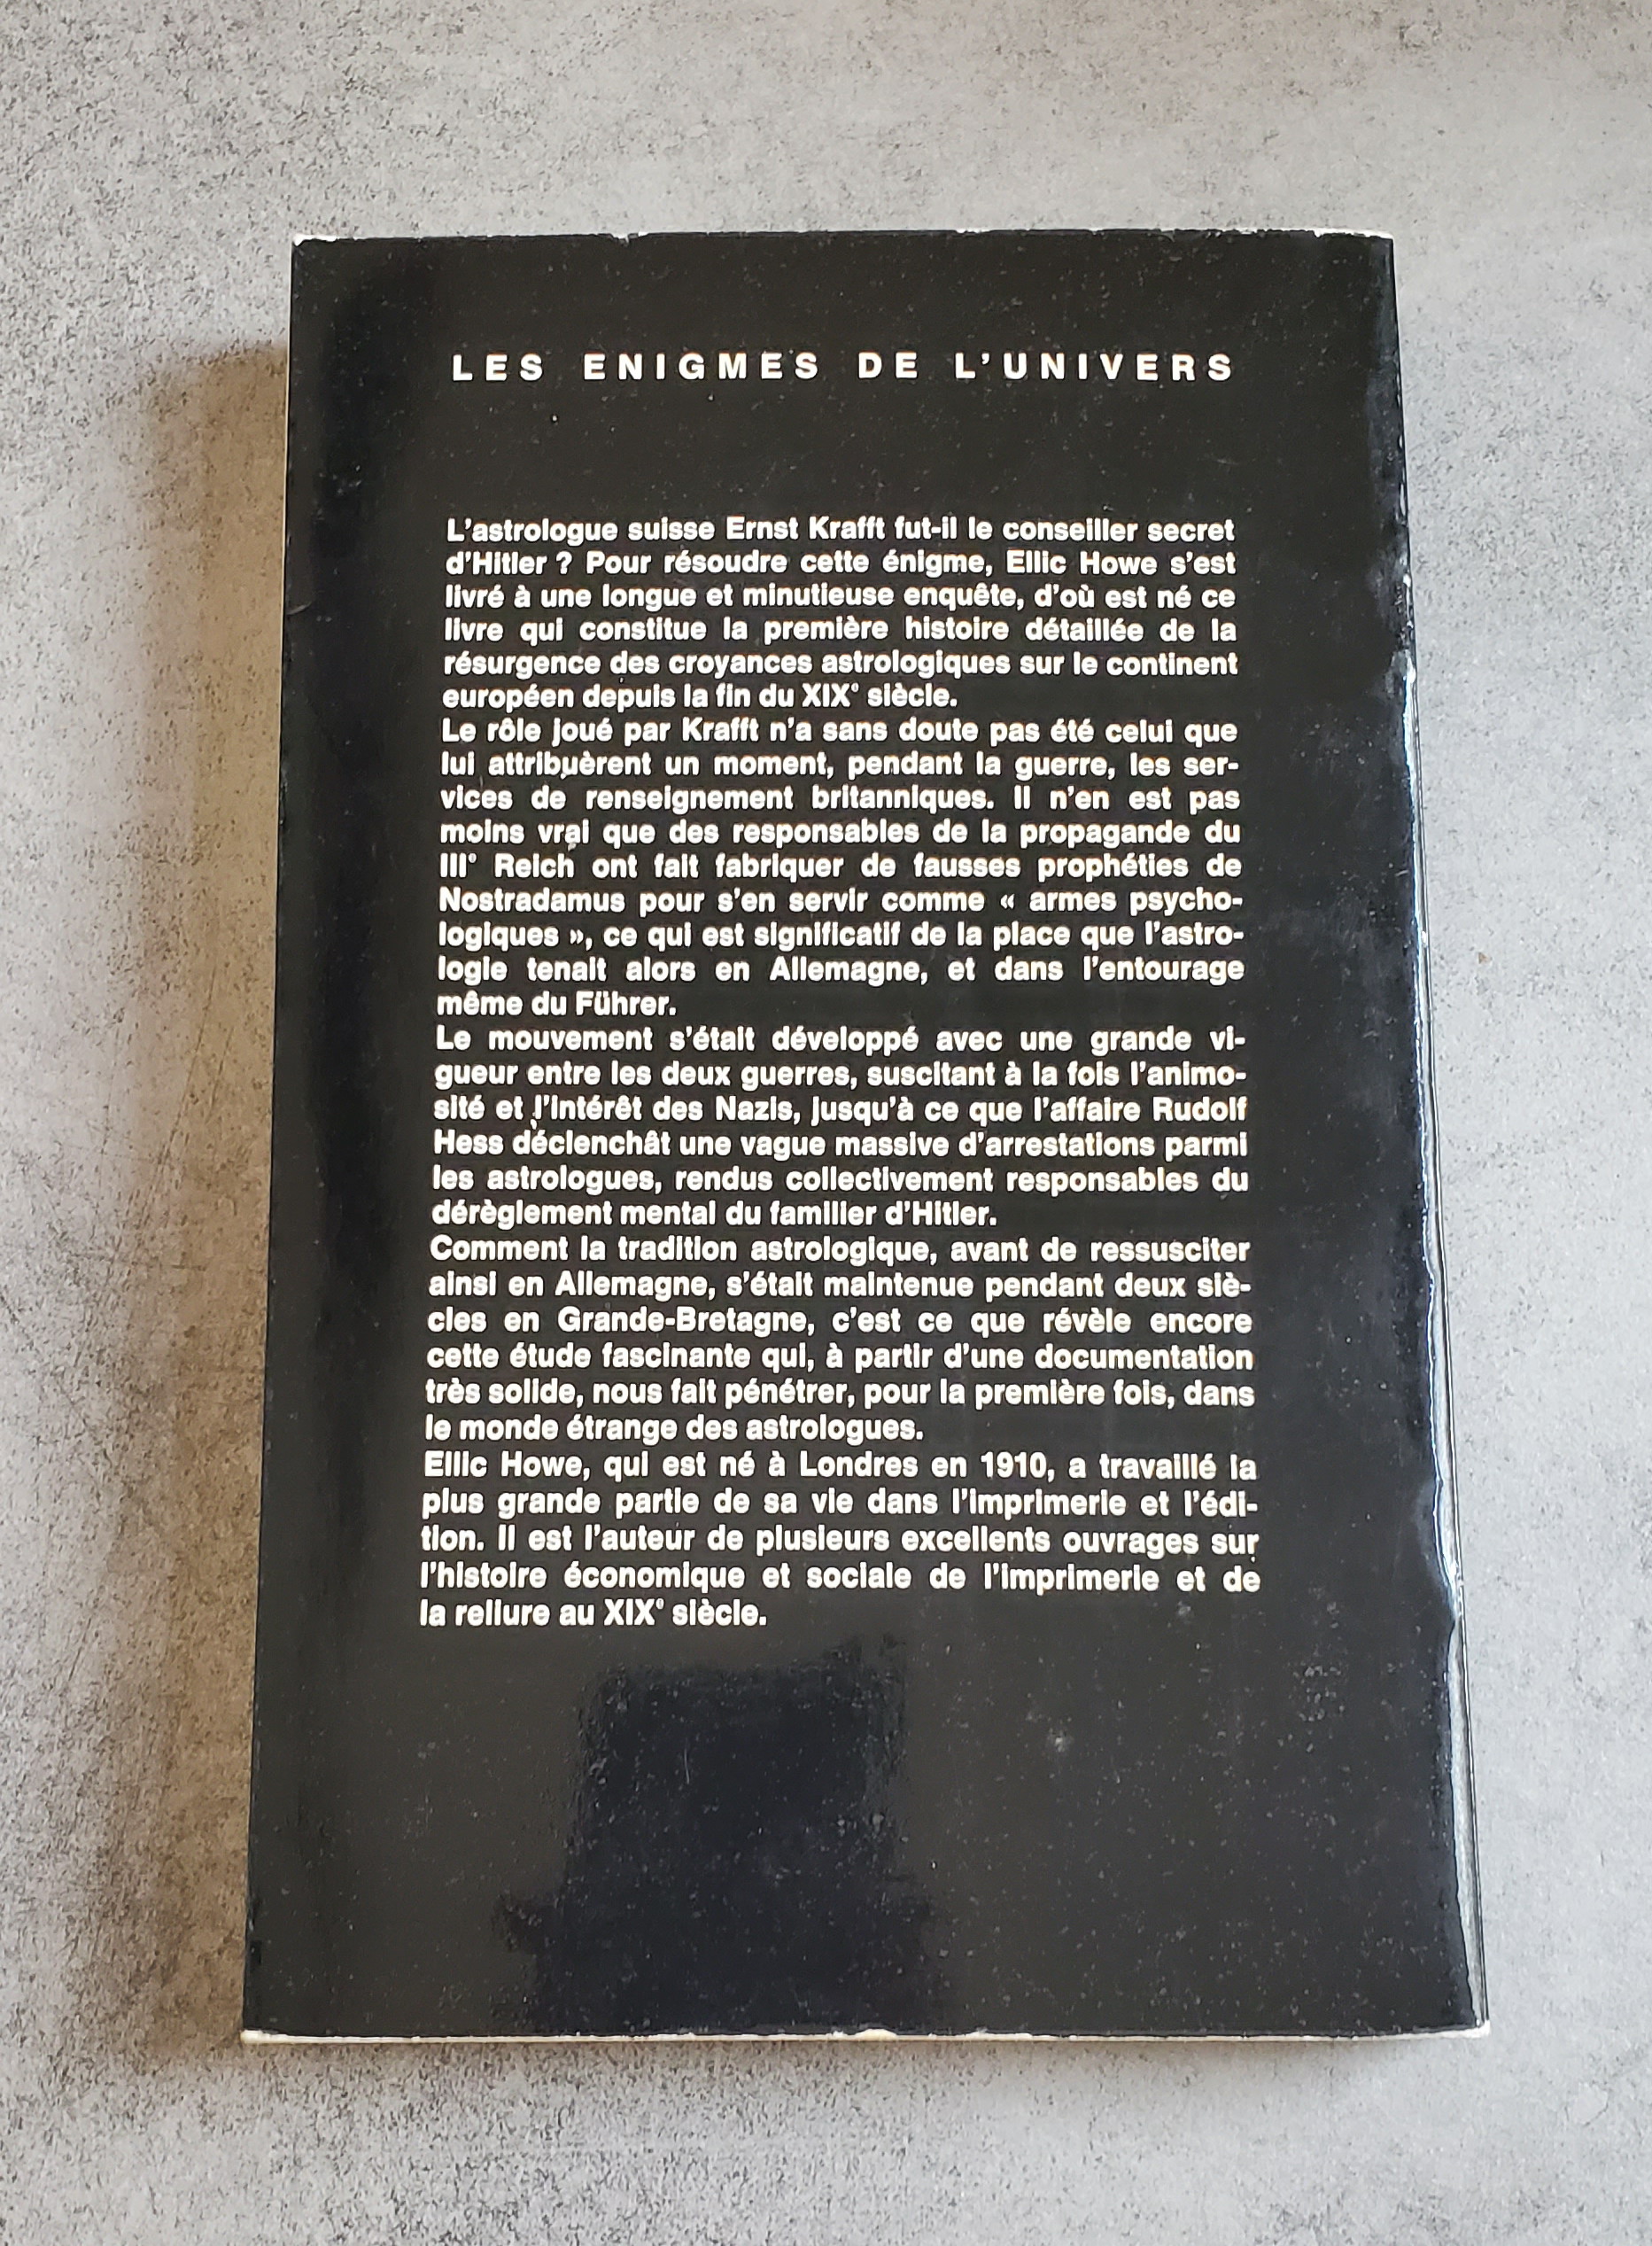 LES ENIGMES DE L'UNIVERS
L'astrologue suisse Ernst Krafft fut-il le conseiller secret
d'Hitler ? Pour résoudre cette énigme, Ellic Howe s'est
livré à une longue et minutieuse enquête, d'où est né ce
livre qui constitue la première histoire détaillée de la
résurgence des croyances astrologiques sur le continent
européen depuis la fin du XIXe siècle.
Le rôle joué par Krafft n'a sans doute pas été celui que
lui attribuèrent un moment, pendant la guerre, les ser-
vices de renseignement britanniques. Il n'en est pas
moins vrai que des responsables de la propagande du
IIIe Reich ont fait fabriquer de fausses prophéties de
Nostradamus pour s'en servir comme « armes psycho-
logiques », ce qui est significatif de la place que l'astro-
logie tenait alors en Allemagne, et dans l'entourage
même du Führer.
Le mouvement s'était développé avec une grande vi-
gueur entre les deux guerres, suscitant à la fois l'animo-
sité et l'intérêt des Nazis, jusqu'à ce que l'affaire Rudolf
Hess déclenchât une vague massive d'arrestations parmi
les astrologues, rendus collectivement responsables du
dérèglement mental du familier d'Hitler.
Comment la tradition astrologique, avant de ressusciter
ainsi en Allemagne, s'était maintenue pendant deux siè-
cles en Grande-Bretagne, c'est ce que révèle encore
cette étude fascinante qui, à partir d'une documentation
très solide, nous fait pénétrer, pour la première fois, dans
le monde étrange des astrologues.
Ellic Howe, qui est né à Londres en 1910, a travaillé la
plus grande partie de sa vie dans l'imprimerie et l'édi-
tion. Il est l'auteur de plusieurs excellents ouvrages sur
l'histoire économique et sociale de l'imprimerie et de
la reliure au XIXe siècle.